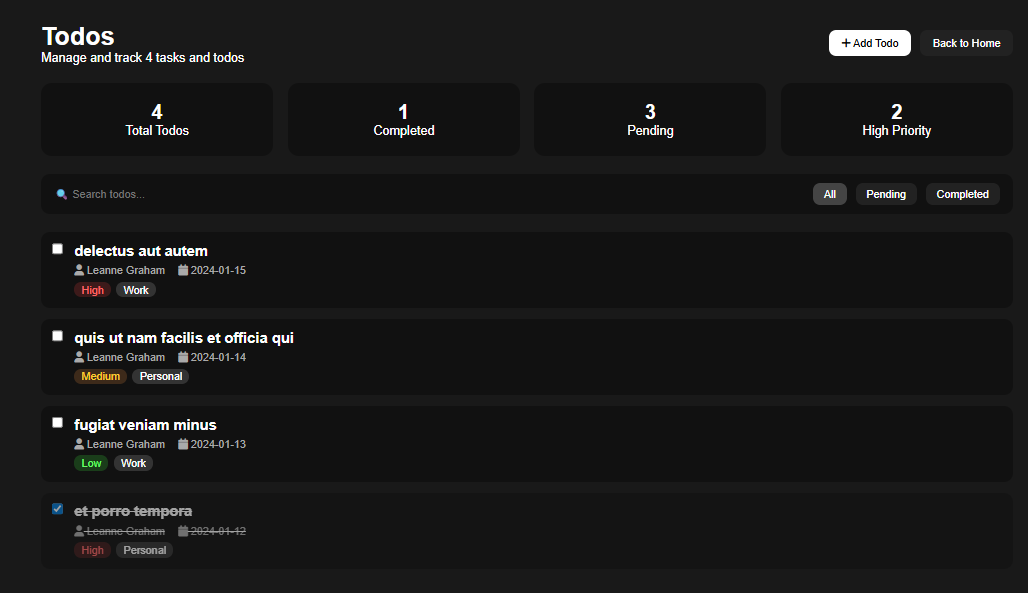 Todos
Manage and track 4 tasks and todos
+ Add Todo
Back to Home
4
Total Todos
1
Completed
3
Pending
2
High Priority
Search todos...
All
Pending
Completed
delectus aut autem
Leanne Graham 2024-01-15
High Work
quis ut nam facilis et officia qui
Leanne Graham 2024-01-14
Medium Personal
fugiat veniam minus
Leanne Graham 2024-01-13
Low Work
et porro tempora
Leanne Graham 2024-01-12
High Personal